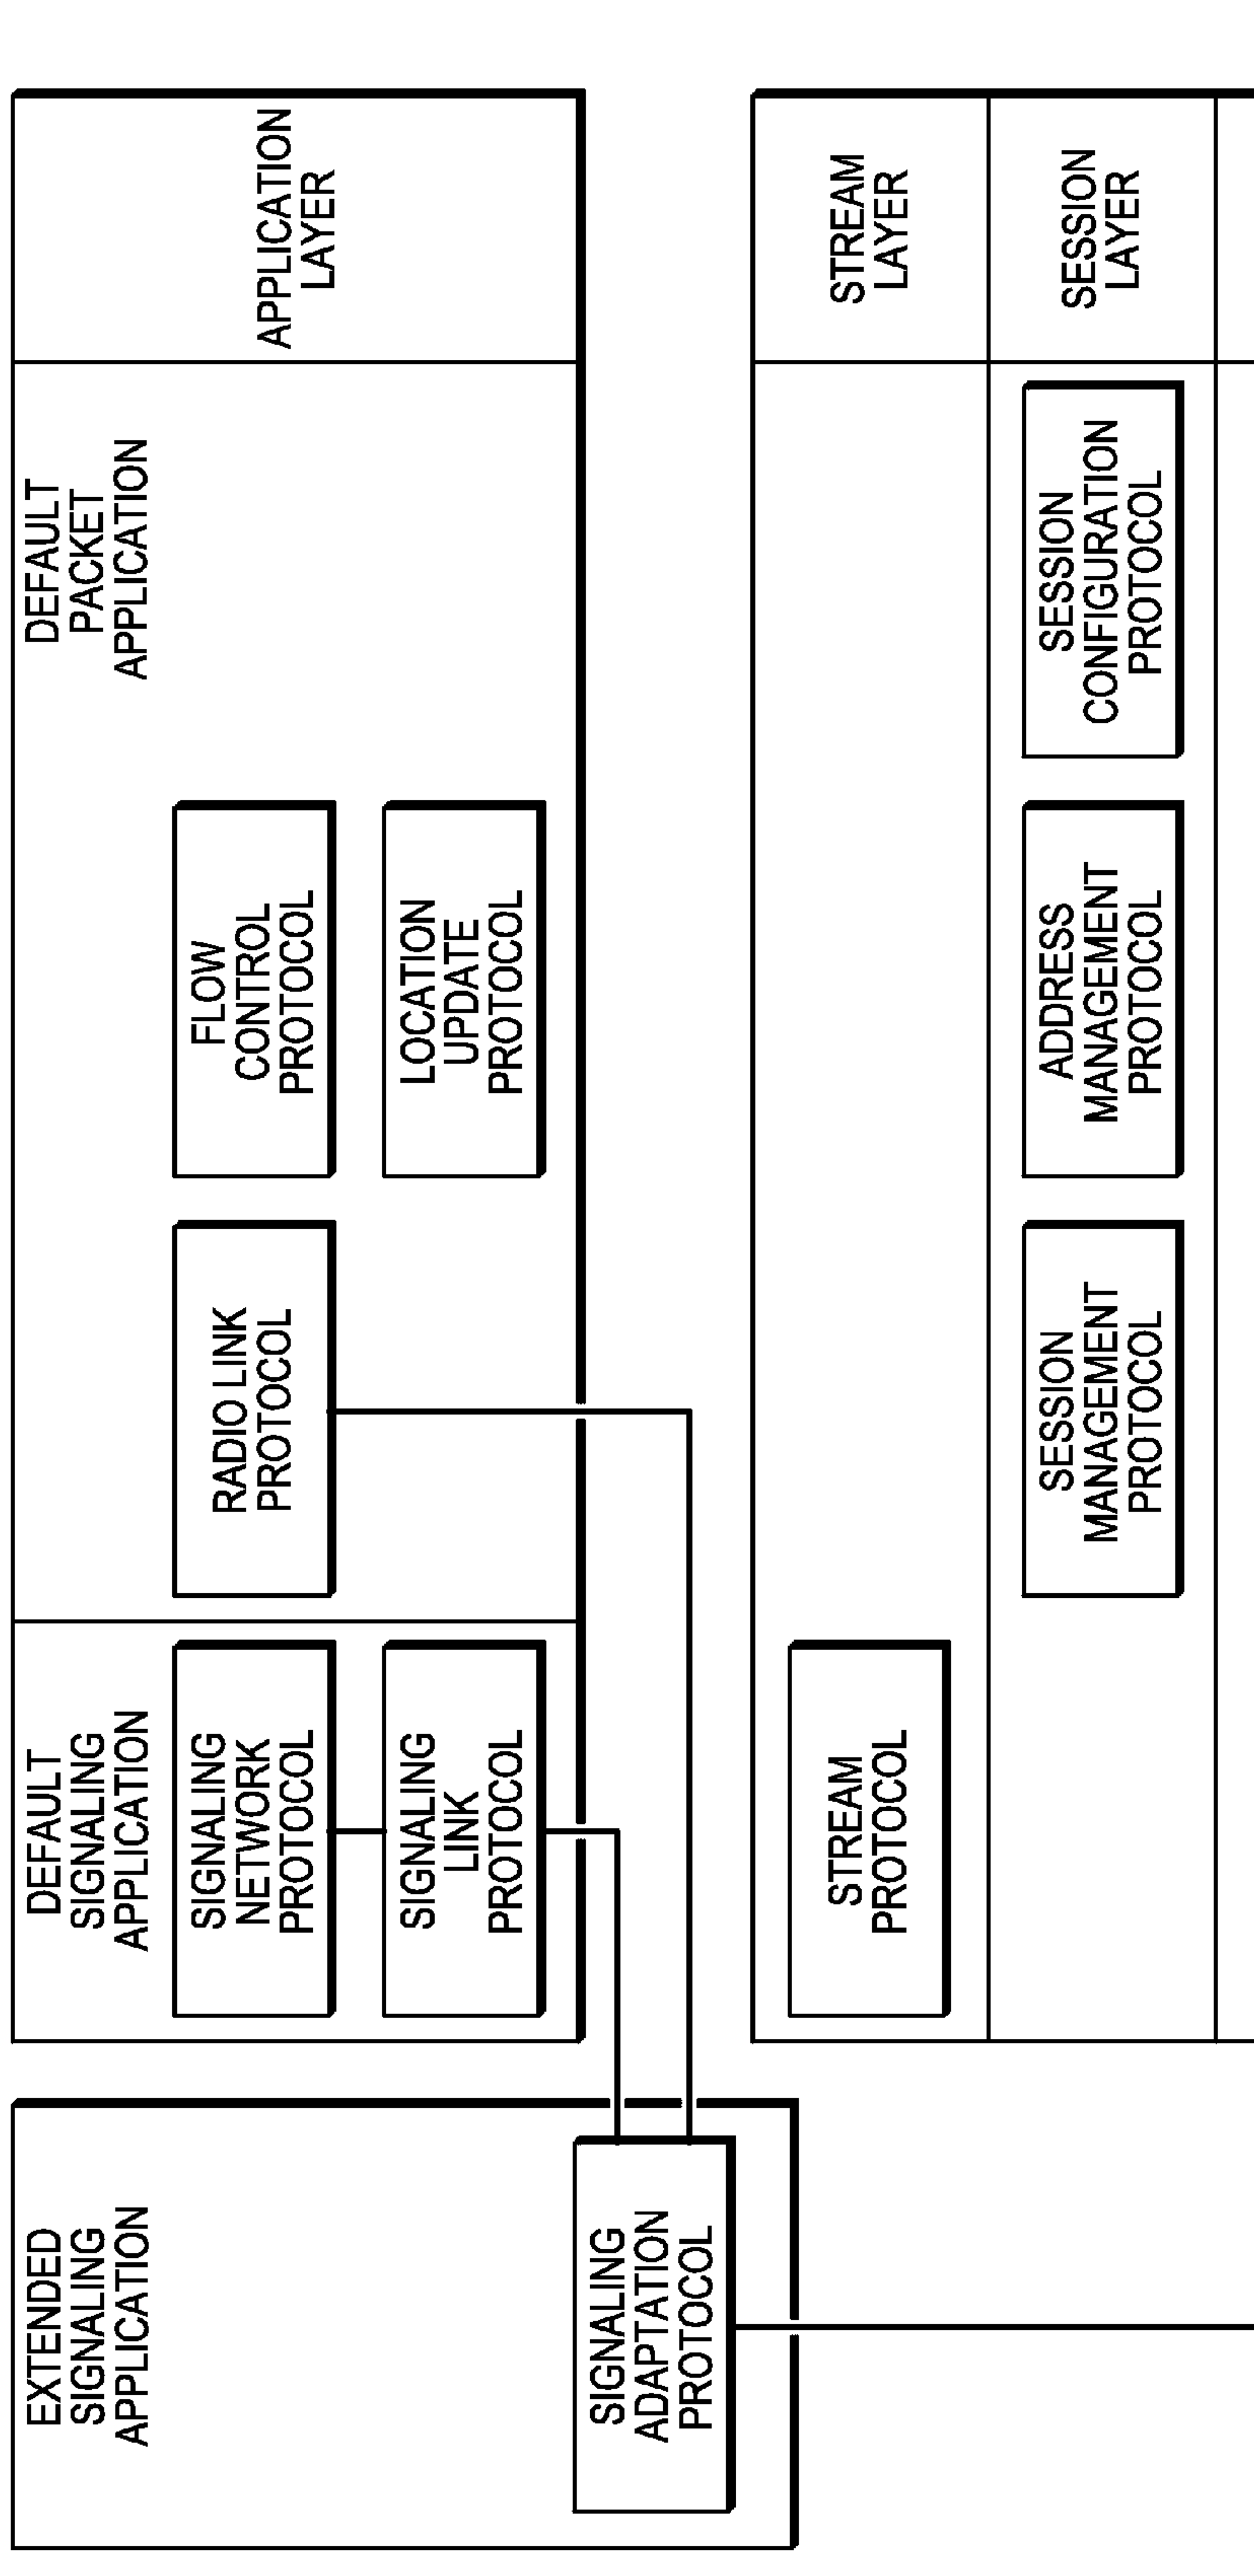 EXTENDED
SIGNALING
APPLICATION
SIGNALING
ADAPTATION
PROTOCOL
DEFAULT
SIGNALING
APPLICATION
SIGNALING
NETWORK
PROTOCOL
SIGNALING
LINK
PROTOCOL
DEFAULT
PACKET
APPLICATION
RADIO LINK
PROTOCOL
FLOW
CONTROL
PROTOCOL
LOCATION
UPDATE
PROTOCOL
APPLICATION
LAYER
STREAM
PROTOCOL
STREAM
LAYER
SESSION
MANAGEMENT
PROTOCOL
ADDRESS
MANAGEMENT
PROTOCOL
SESSION
CONFIGURATION
PROTOCOL
SESSION
LAYER